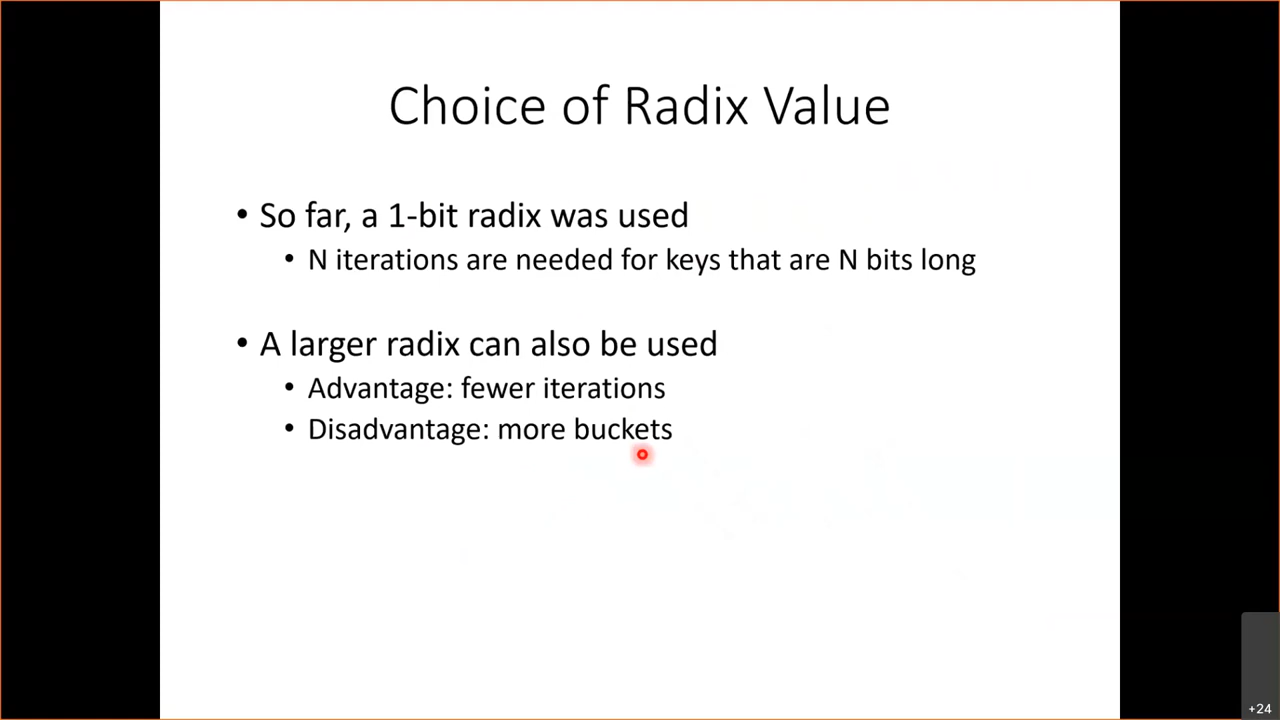 Choice of Radix Value
• So far, a 1-bit radix was used
• N iterations are needed for keys that are N bits long
• A larger radix can also be used
• Advantage: fewer iterations
• Disadvantage: more buckets
+24